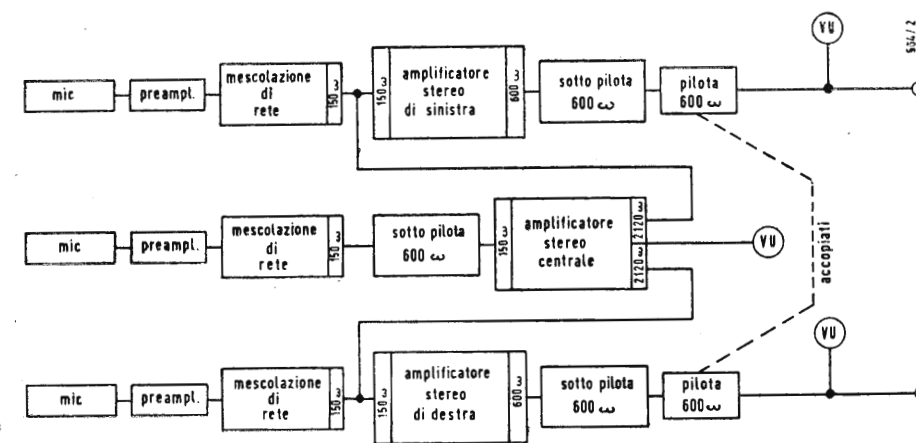 VU
564/2
mic
preampl.
mescolazione
di
rete
150 ω
150 ω
amplificatore
stereo
di sinistra
600 ω
sotto pilota
600 ω
pilota
600 ω
mic
preampl.
mescolazione
di
rete
150 ω
sotto pilota
600 ω
150 ω
amplificatore
stereo
centrale
2120 ω
2120 ω
VU
accopiati
VU
mic
preampl.
mescolazione
di
rete
150 ω
150 ω
amplificatore
stereo
di destra
600 ω
sotto pilota
600 ω
pilota
600 ω